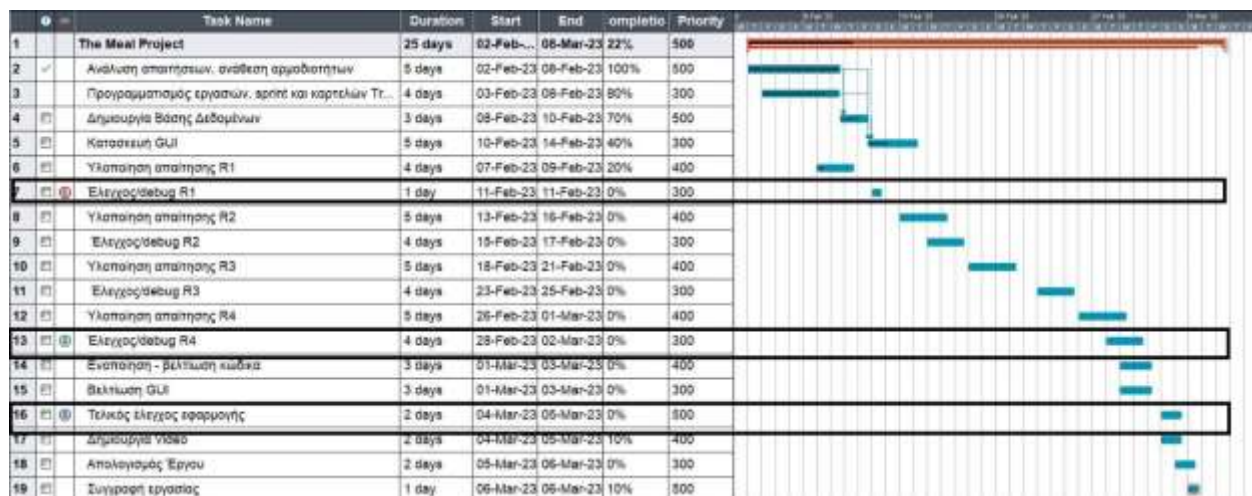 Task Name Duration Start End ompletio Priority
1 The Meal Project 25 days 02-Feb-... 06-Mar-23 22% 500
2 Ανάλυση απαιτήσεων, ανάθεση αρμοδιοτήτων 5 days 02-Feb-23 08-Feb-23 100% 500
3 Προγραμματισμός εργασιών, sprint και καρτελών Tr... 4 days 03-Feb-23 08-Feb-23 80% 300
4 Δημιουργία Βάσης Δεδομένων 3 days 08-Feb-23 10-Feb-23 70% 500
5 Κατασκευή GUI 5 days 10-Feb-23 14-Feb-23 40% 300
6 Υλοποίηση απαίτησης R1 4 days 07-Feb-23 09-Feb-23 20% 400
7 Έλεγχος/debug R1 1 day 11-Feb-23 11-Feb-23 0% 300
8 Υλοποίηση απαίτησης R2 5 days 13-Feb-23 16-Feb-23 0% 400
9 Έλεγχος/debug R2 4 days 15-Feb-23 17-Feb-23 0% 300
10 Υλοποίηση απαίτησης R3 5 days 18-Feb-23 21-Feb-23 0% 400
11 Έλεγχος/debug R3 4 days 23-Feb-23 25-Feb-23 0% 300
12 Υλοποίηση απαίτησης R4 5 days 26-Feb-23 01-Mar-23 0% 400
13 Έλεγχος/debug R4 4 days 28-Feb-23 02-Mar-23 0% 300
14 Ενοποίηση - βελτίωση κώδικα 3 days 01-Mar-23 03-Mar-23 0% 400
15 Βελτίωση GUI 3 days 01-Mar-23 03-Mar-23 0% 300
16 Τελικός έλεγχος εφαρμογής 2 days 04-Mar-23 05-Mar-23 0% 500
17 Δημιουργία Video 2 days 04-Mar-23 05-Mar-23 10% 400
18 Απολογισμός Έργου 2 days 05-Mar-23 06-Mar-23 0% 300
19 Συγγραφή εργασίας 1 day 06-Mar-23 06-Mar-23 10% 500